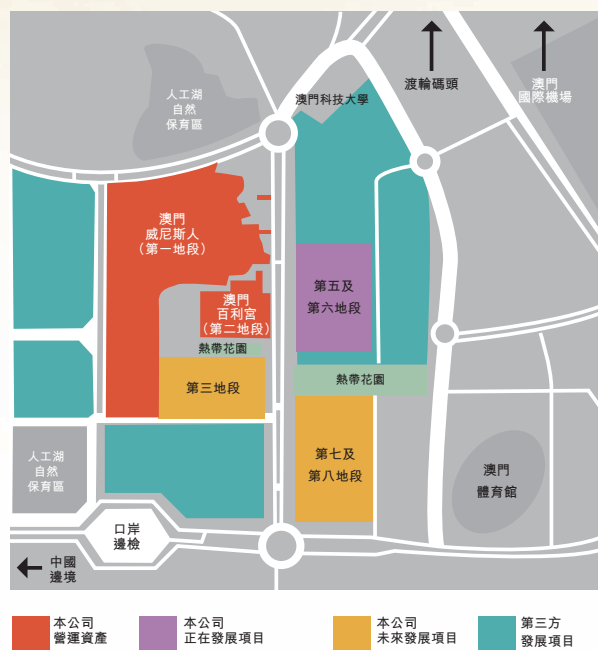 渡輪碼頭
澳門
國際機場
人工湖
自然
保育區
澳門科技大學
澳門
威尼斯人
（第一地段）
第五及
第六地段
澳門
百利宮
（第二地段）
熱帶花園
熱帶花園
第三地段
第七及
第八地段
人工湖
自然
保育區
澳門
體育館
口岸
邊檢
中國
邊境
本公司
營運資產
本公司
正在發展項目
本公司
未來發展項目
第三方
發展項目